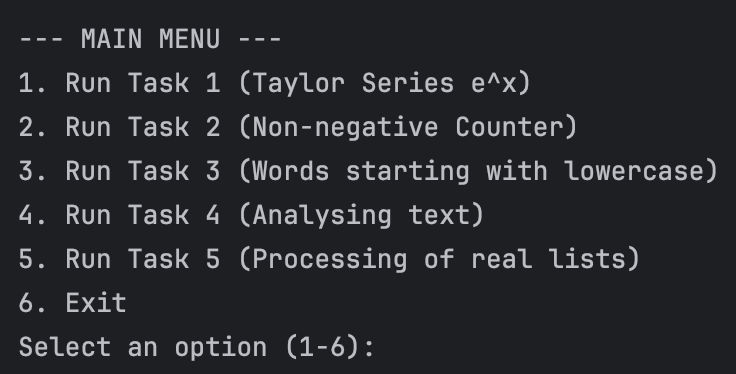 --- MAIN MENU ---
1. Run Task 1 (Taylor Series e^x)
2. Run Task 2 (Non-negative Counter)
3. Run Task 3 (Words starting with lowercase)
4. Run Task 4 (Analysing text)
5. Run Task 5 (Processing of real lists)
6. Exit
Select an option (1-6):